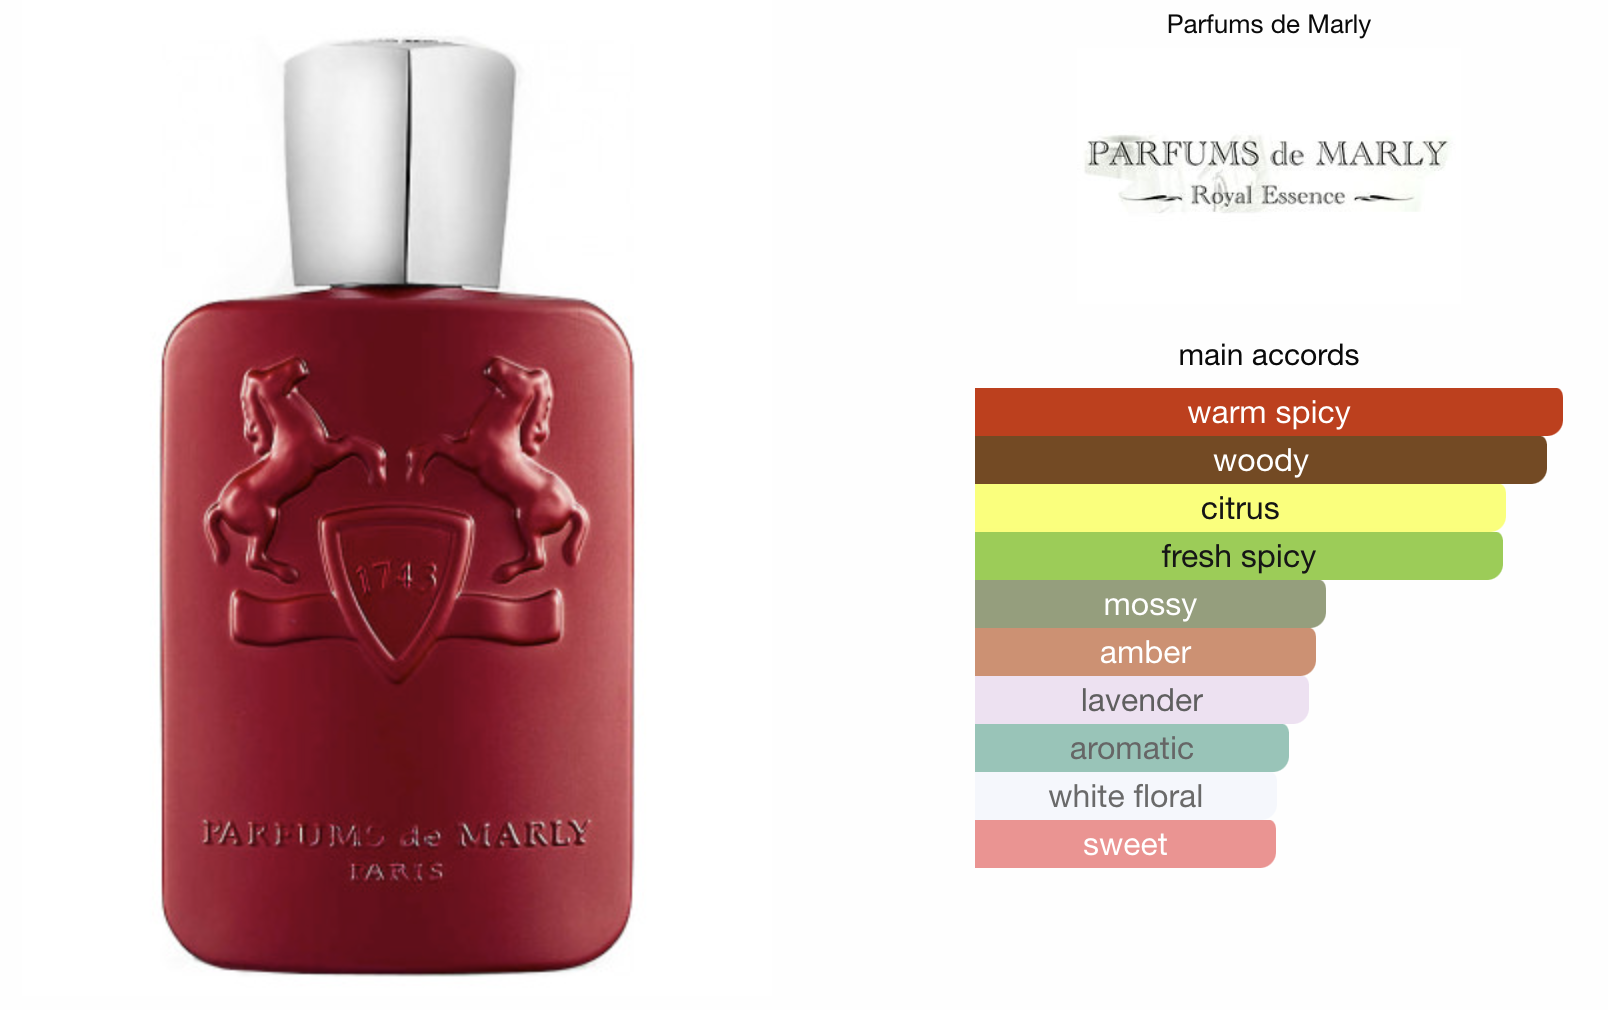 1743
PARFUMS de MARLY
PARIS
Parfums de Marly
PARFUMS de MARLY
Royal Essence
main accords
warm spicy
woody
citrus
fresh spicy
mossy
amber
lavender
aromatic
white floral
sweet